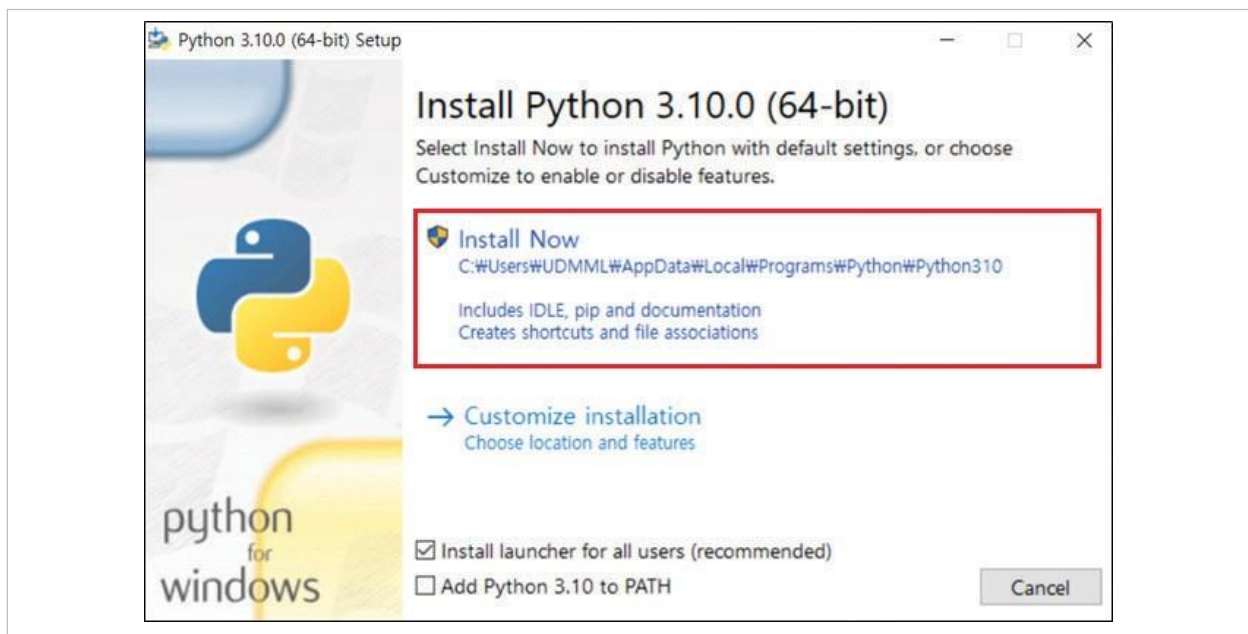 Python 3.10.0 (64-bit) Setup
Install Python 3.10.0 (64-bit)
Select Install Now to install Python with default settings, or choose
Customize to enable or disable features.
Install Now
C:₩Users₩UDMML₩AppData₩Local₩Programs₩Python₩Python310
Includes IDLE, pip and documentation
Creates shortcuts and file associations
→ Customize installation
Choose location and features
python
for
windows
Install launcher for all users (recommended)
Add Python 3.10 to PATH
Cancel